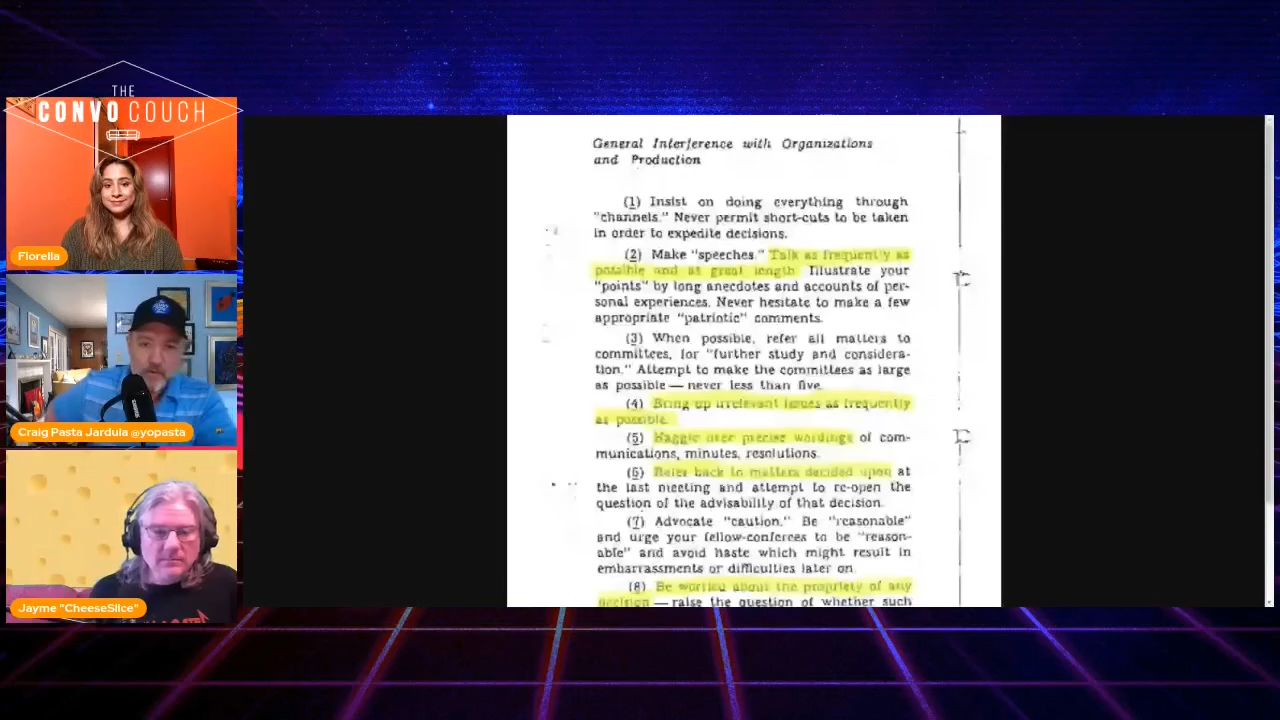 THE
CONVO COUCH
Fiorella
Craig Pasta Jardula @yopasta
Jayme "CheeseSlice"
General Interference with Organizations
and Production
(1) Insist on doing everything through
"channels." Never permit short-cuts to be taken
in order to expedite decisions.
(2) Make "speeches." Talk as frequently as
possible and at great length. Illustrate your
"points" by long anecdotes and accounts of per-
sonal experiences. Never hesitate to make a few
appropriate "patriotic" comments.
(3) When possible, refer all matters to
committees, for "further study and considera-
tion." Attempt to make the committees as large
as possible — never less than five.
(4) Bring up irrelevant issues as frequently
as possible.
(5) Haggle over precise wordings of com-
munications, minutes, resolutions.
(6) Refer back to matters decided upon at
the last meeting and attempt to re-open the
question of the advisability of that decision.
(7) Advocate "caution." Be "reasonable"
and urge your fellow-conferees to be "reason-
able" and avoid haste which might result in
embarrassments or difficulties later on.
(8) Be worried about the propriety of any
decision — raise the question of whether such